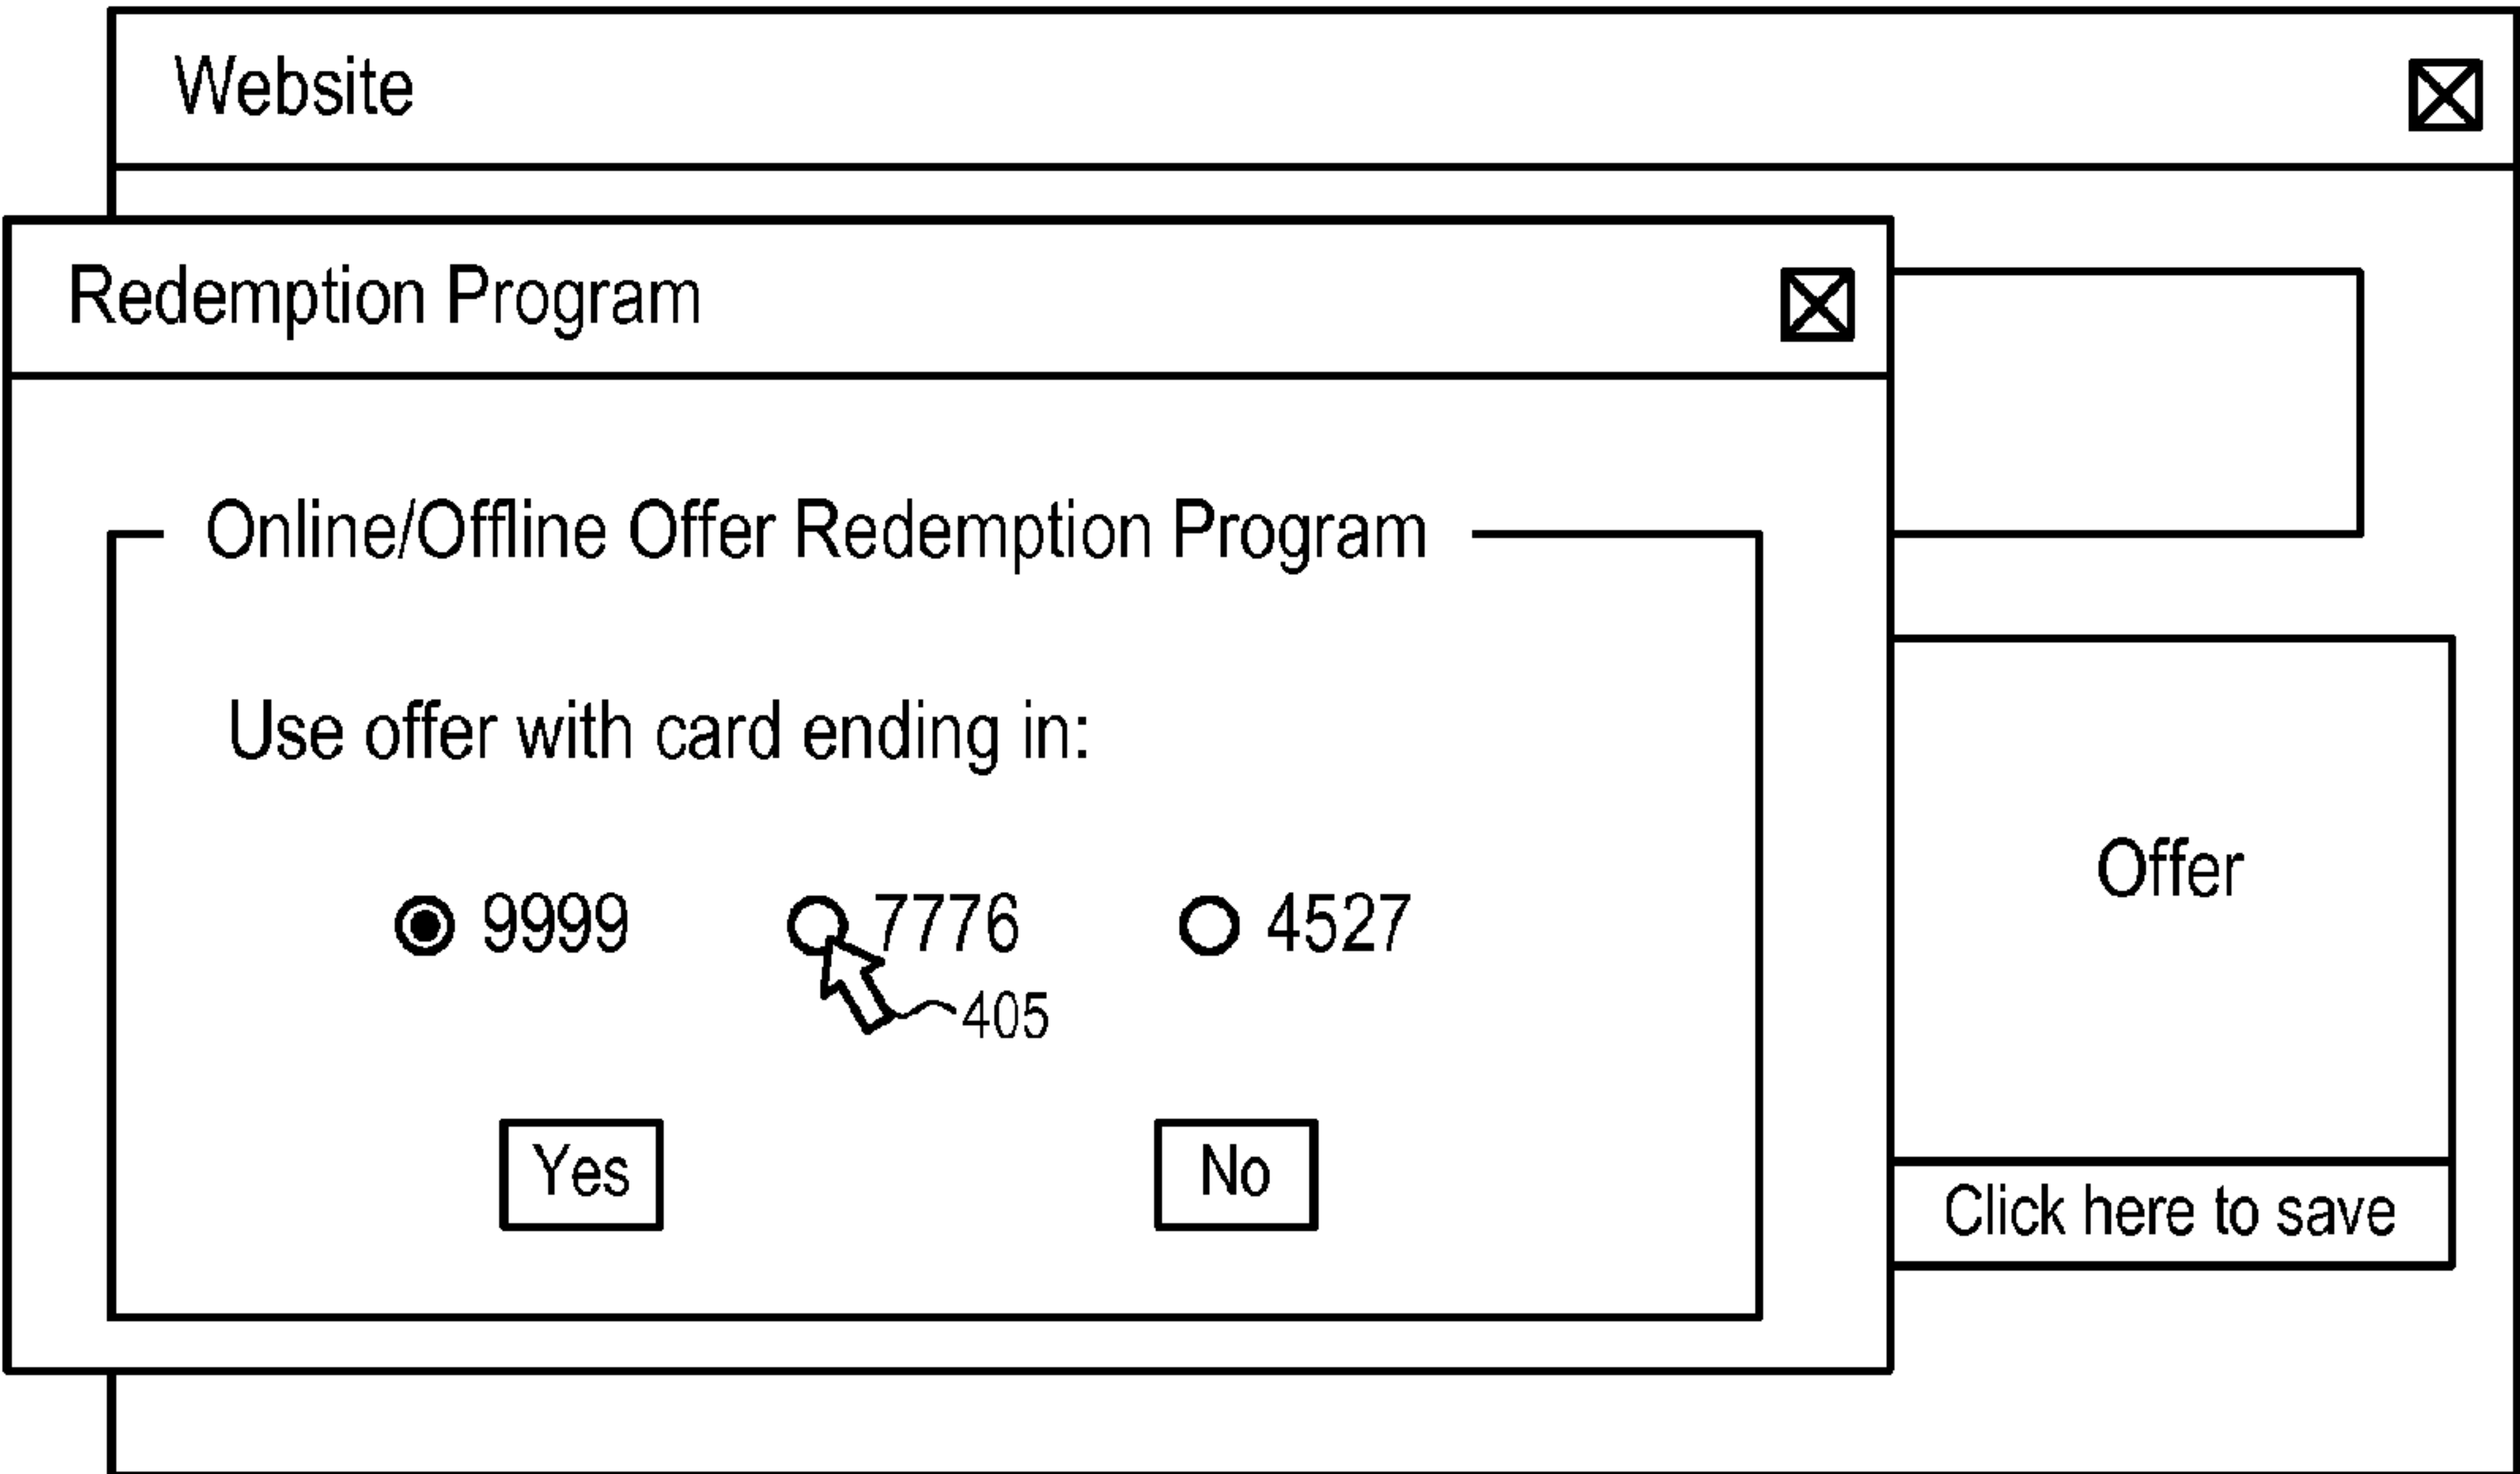 Website
Redemption Program
Online/Offline Offer Redemption Program
Use offer with card ending in:
9999 7776 4527
405
Yes No
Offer
Click here to save